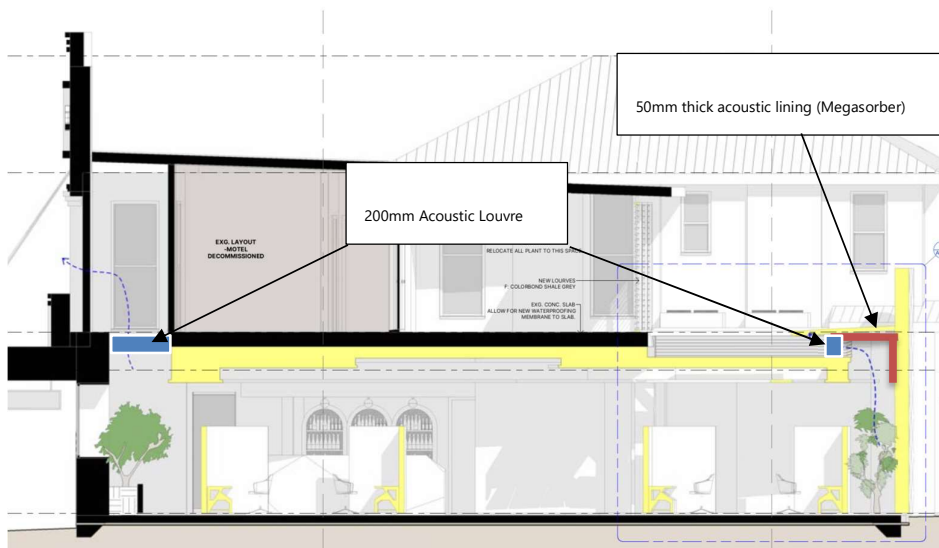 50mm thick acoustic lining (Megasorber)
200mm Acoustic Louvre
EXG. LAYOUT
-MOTEL
DECOMMISSIONED
RELOCATE ALL PLANT TO THIS SPACE
NEW LOURVES
F: COLORBOND SHALE GREY
EXG. CONC. SLAB
ALLOW FOR NEW WATERPROOFING
MEMBRANE TO SLAB.